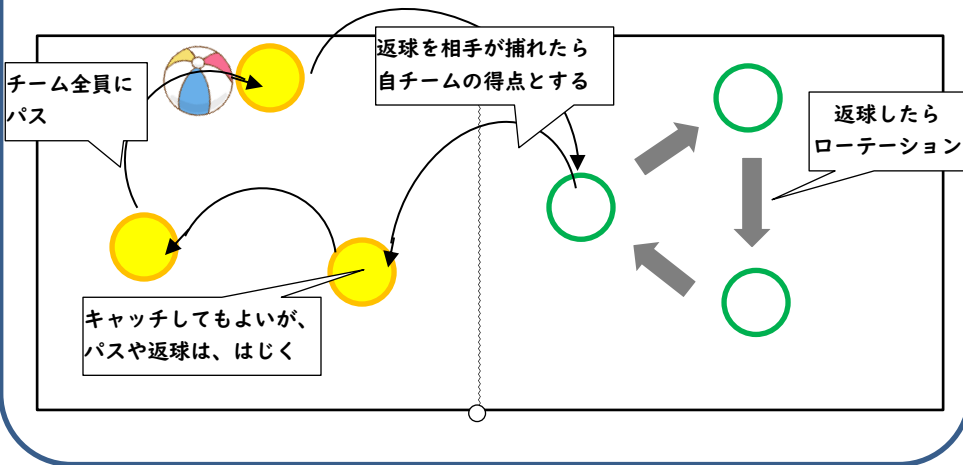 チーム全員に
パス
返球を相手が捕れたら
自チームの得点とする
返球したら
ローテーション
キャッチしてもよいが、
パスや返球は、はじく